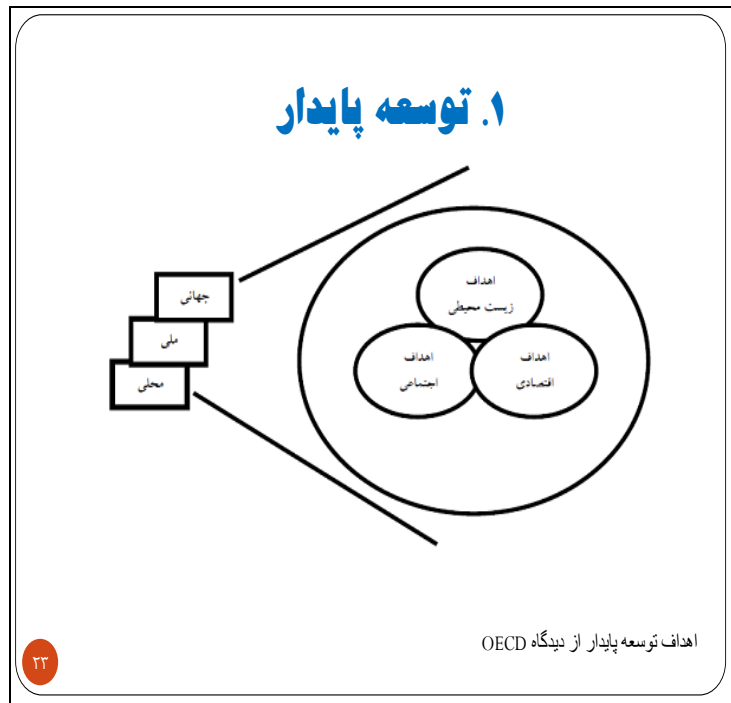 ۱. توسعه پایدار
جهانی
ملی
محلی
اهداف
زیست محیطی
اهداف
اقتصادی
اهداف
اجتماعی
اهداف توسعه پایدار از دیدگاه OECD
۲۳